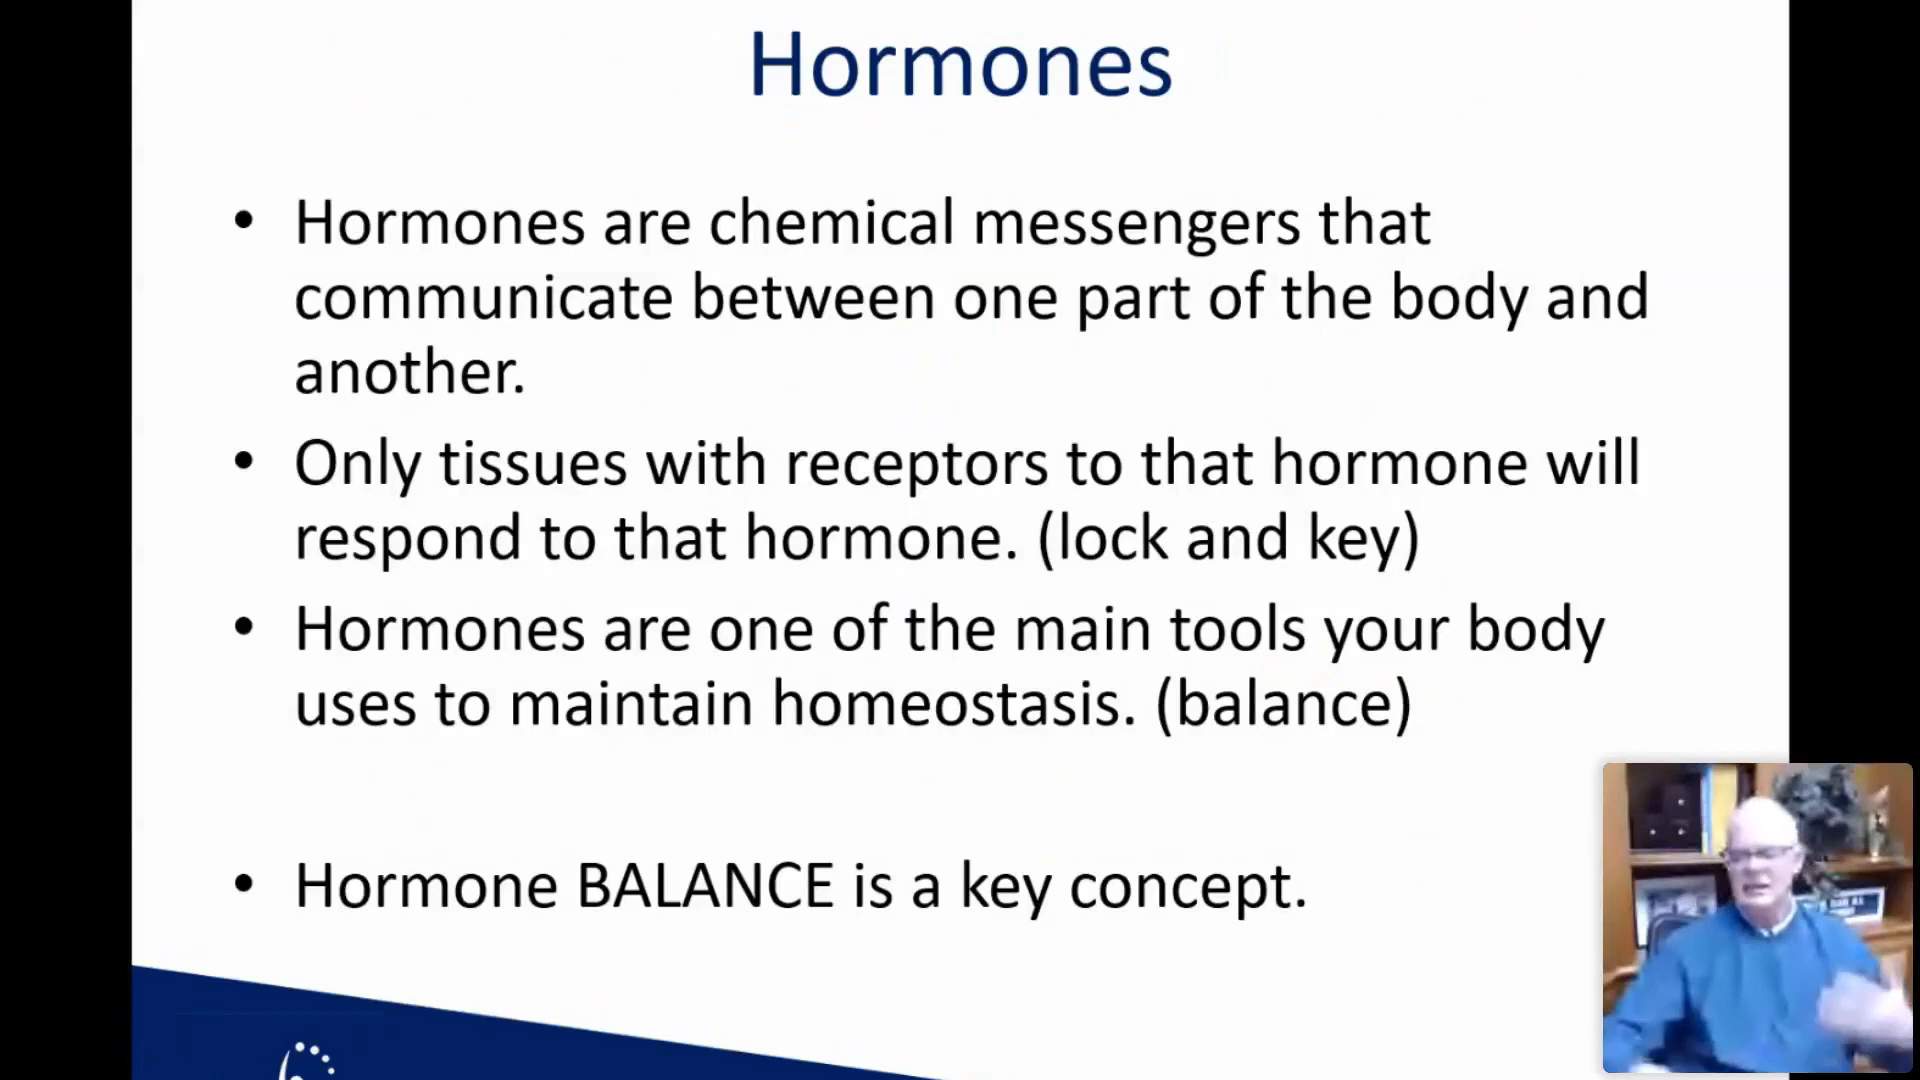 Hormones
• Hormones are chemical messengers that
communicate between one part of the body and
another.
• Only tissues with receptors to that hormone will
respond to that hormone. (lock and key)
• Hormones are one of the main tools your body
uses to maintain homeostasis. (balance)
• Hormone BALANCE is a key concept.